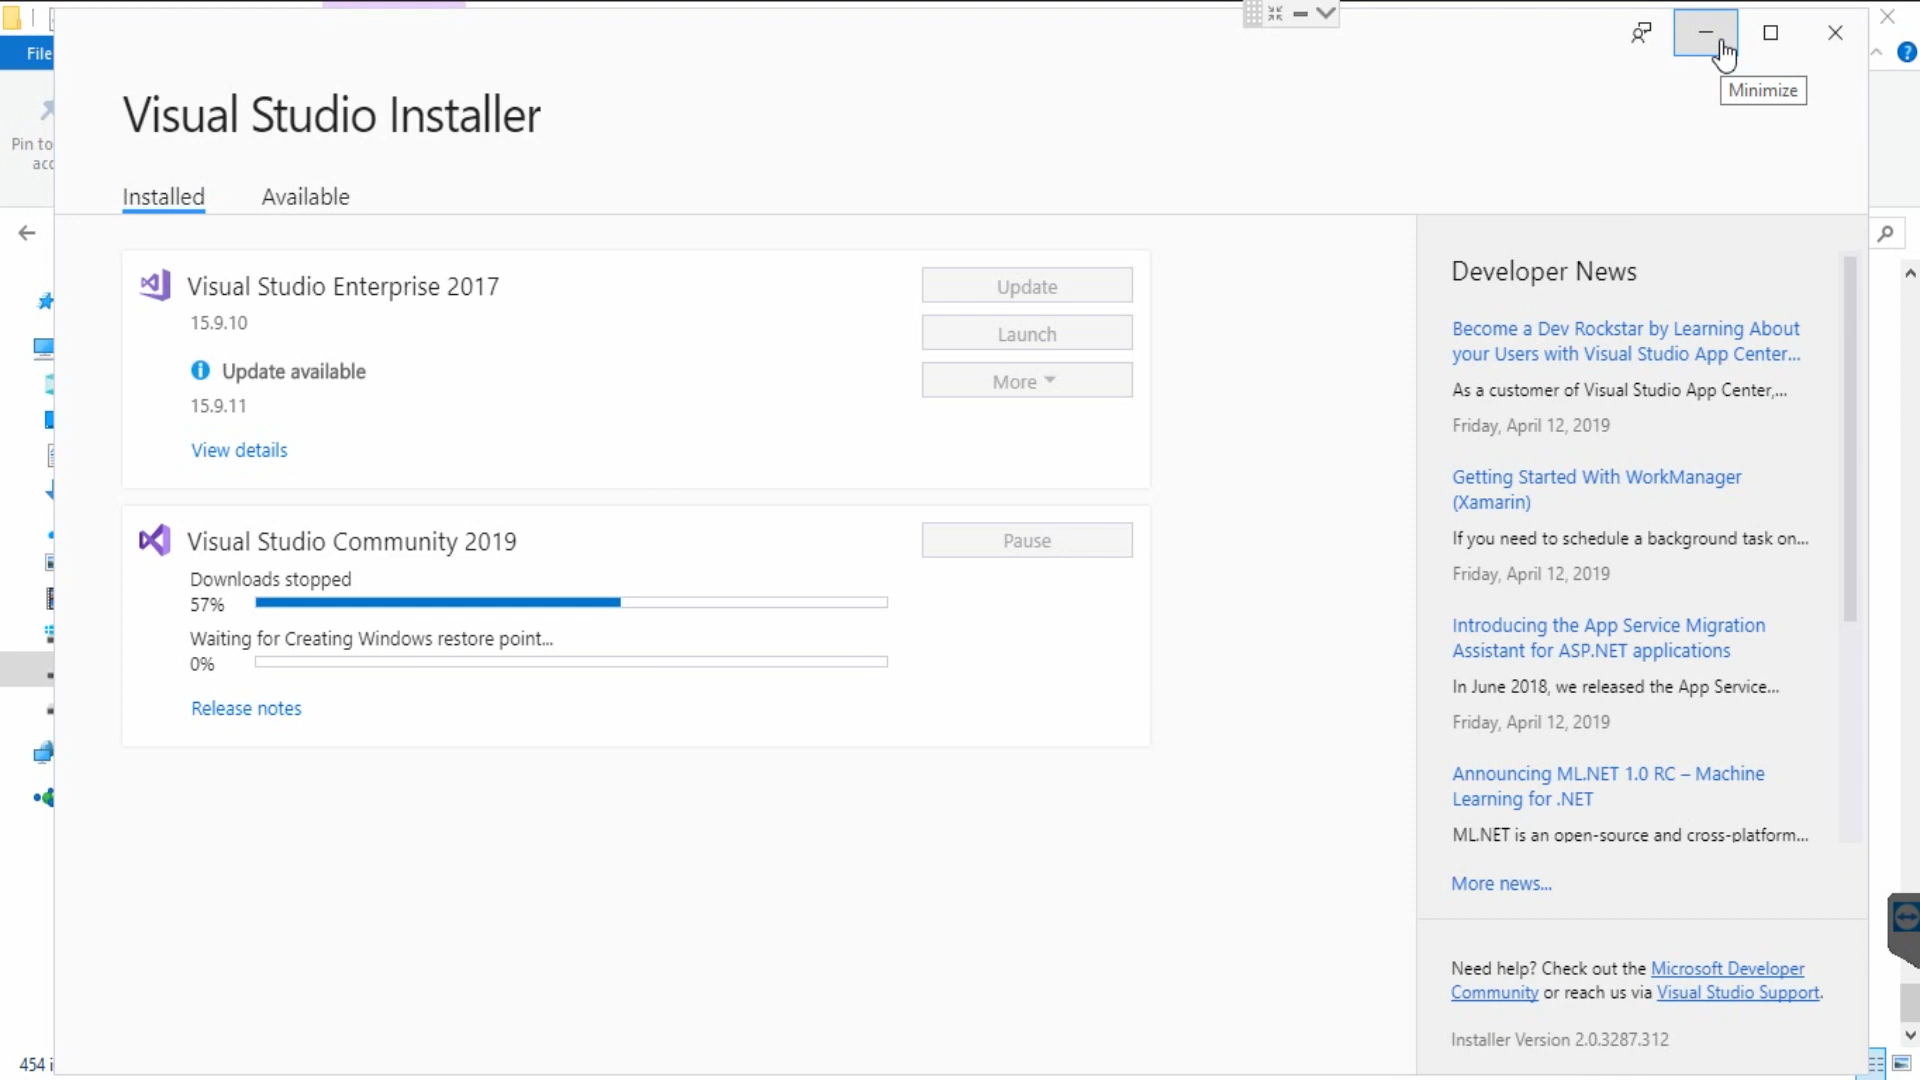 File
Minimize
Visual Studio Installer
Pin to
acc
Installed
Available
Visual Studio Enterprise 2017
15.9.10
Update available
15.9.11
View details
Update
Launch
More
Visual Studio Community 2019
Downloads stopped
57%
Waiting for Creating Windows restore point...
0%
Release notes
Pause
Developer News
Become a Dev Rockstar by Learning About
your Users with Visual Studio App Center...
As a customer of Visual Studio App Center,...
Friday, April 12, 2019
Getting Started With WorkManager
(Xamarin)
If you need to schedule a background task on...
Friday, April 12, 2019
Introducing the App Service Migration
Assistant for ASP.NET applications
In June 2018, we released the App Service...
Friday, April 12, 2019
Announcing ML.NET 1.0 RC – Machine
Learning for .NET
ML.NET is an open-source and cross-platform...
More news...
Need help? Check out the Microsoft Developer
Community or reach us via Visual Studio Support.
Installer Version 2.0.3287.312
454 i